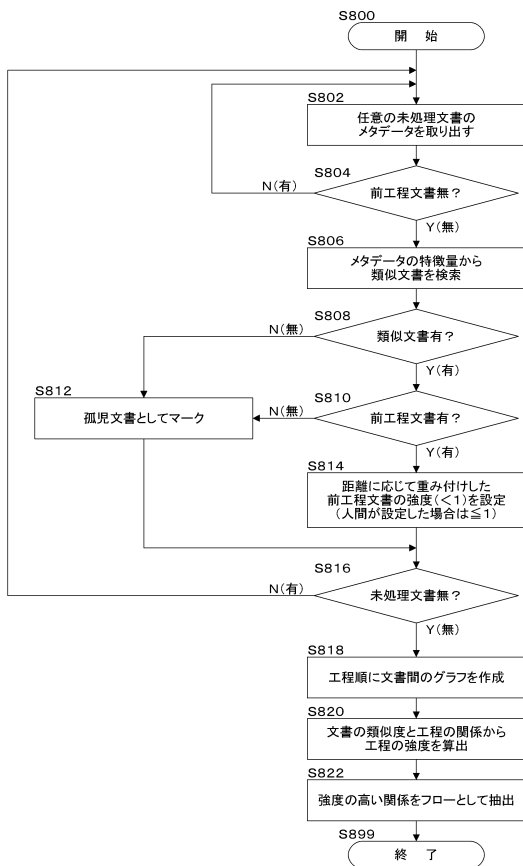 S800
開 始
S802
任意の未処理文書の
メタデータを取り出す
S804
N(有)
前工程文書無?
Y(無)
S806
メタデータの特徴量から
類似文書を検索
S808
N(無)
類似文書有?
Y(有)
S812
孤児文書としてマーク
S810
N(無)
前工程文書有?
Y(有)
S814
距離に応じて重み付けした
前工程文書の強度(<1)を設定
(人間が設定した場合は≦1)
S816
N(有)
未処理文書無?
Y(無)
S818
工程順に文書間のグラフを作成
S820
文書の類似度と工程の関係から
工程の強度を算出
S822
強度の高い関係をフローとして抽出
S899
終 了